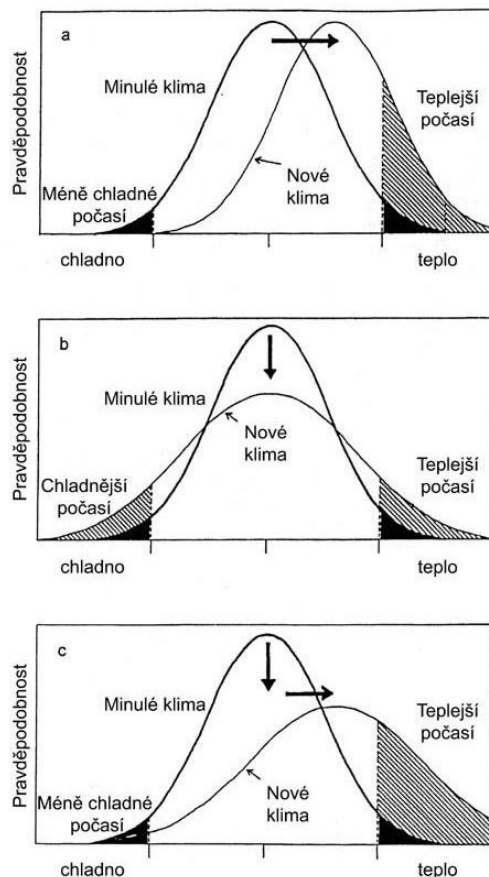 a
Pravděpodobnost
Minulé klima
Teplejší
počasí
Nové
klima
Méně chladné
počasí
chladno
teplo
b
Pravděpodobnost
Minulé klima
Nové
klima
Chladnější
počasí
Teplejší
počasí
chladno
teplo
c
Pravděpodobnost
Minulé klima
Teplejší
počasí
Nové
klima
Méně chladné
počasí
chladno
teplo